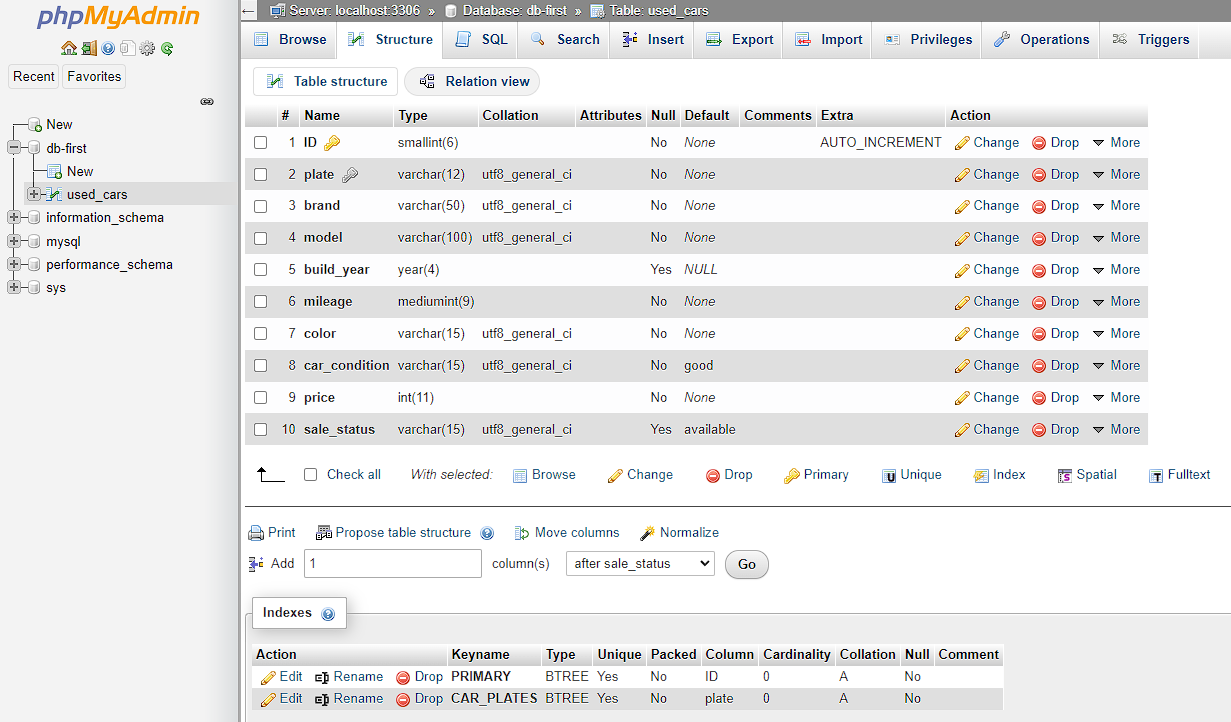 phpMyAdmin
Recent Favorites
New
db-first
New
used_cars
information_schema
mysql
performance_schema
sys
Server: localhost:3306 » Database: db-first » Table: used_cars
Browse Structure SQL Search Insert Export Import Privileges Operations Triggers
Table structure Relation view
# Name Type Collation Attributes Null Default Comments Extra Action
1 ID smallint(6) No None AUTO_INCREMENT Change Drop More
2 plate varchar(12) utf8_general_ci No None Change Drop More
3 brand varchar(50) utf8_general_ci No None Change Drop More
4 model varchar(100) utf8_general_ci No None Change Drop More
5 build_year year(4) Yes NULL Change Drop More
6 mileage mediumint(9) No None Change Drop More
7 color varchar(15) utf8_general_ci No None Change Drop More
8 car_condition varchar(15) utf8_general_ci No good Change Drop More
9 price int(11) No None Change Drop More
10 sale_status varchar(15) utf8_general_ci Yes available Change Drop More
Check all With selected: Browse Change Drop Primary Unique Index Spatial Fulltext
Print Propose table structure Move columns Normalize
Add 1 column(s) after sale_status Go
Indexes
Action Keyname Type Unique Packed Column Cardinality Collation Null Comment
Edit Rename Drop PRIMARY BTREE Yes No ID 0 A No
Edit Rename Drop CAR_PLATES BTREE Yes No plate 0 A No